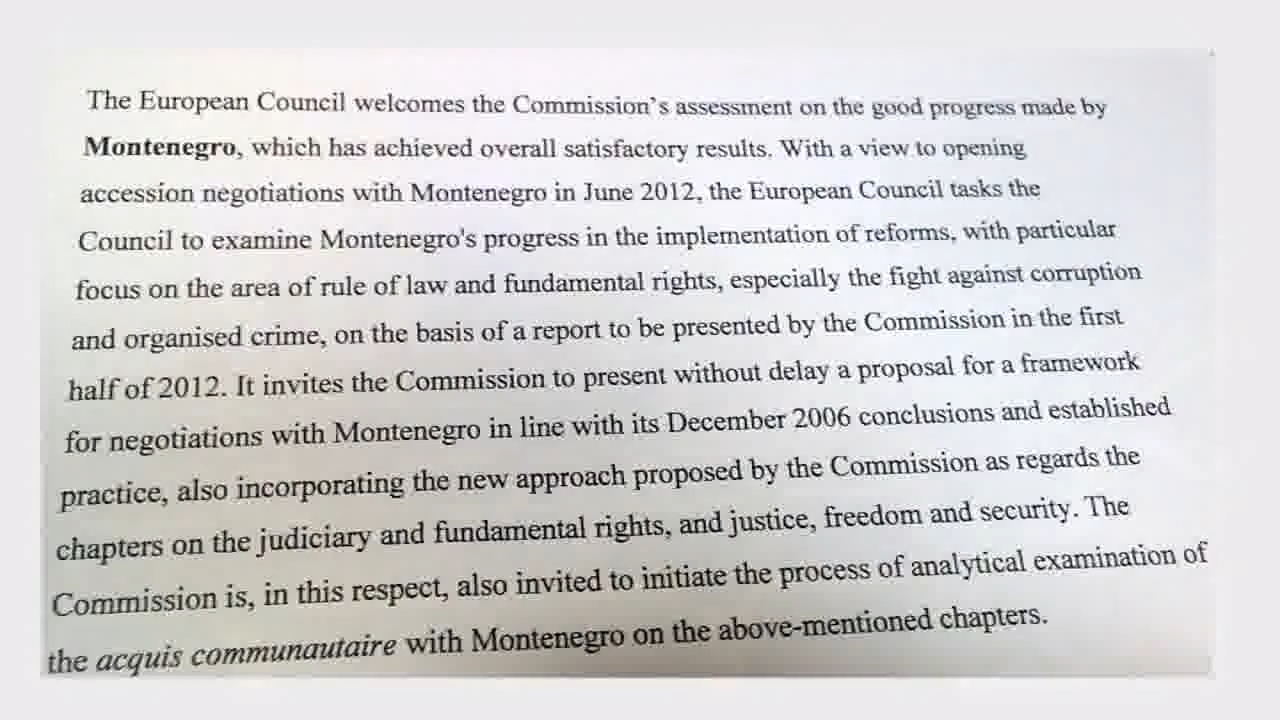 The European Council welcomes the Commission's assessment on the good progress made by
Montenegro, which has achieved overall satisfactory results. With a view to opening
accession negotiations with Montenegro in June 2012, the European Council tasks the
Council to examine Montenegro's progress in the implementation of reforms, with particular
focus on the area of rule of law and fundamental rights, especially the fight against corruption
and organised crime, on the basis of a report to be presented by the Commission in the first
half of 2012. It invites the Commission to present without delay a proposal for a framework
for negotiations with Montenegro in line with its December 2006 conclusions and established
practice, also incorporating the new approach proposed by the Commission as regards the
chapters on the judiciary and fundamental rights, and justice, freedom and security. The
Commission is, in this respect, also invited to initiate the process of analytical examination of
the acquis communautaire with Montenegro on the above-mentioned chapters.